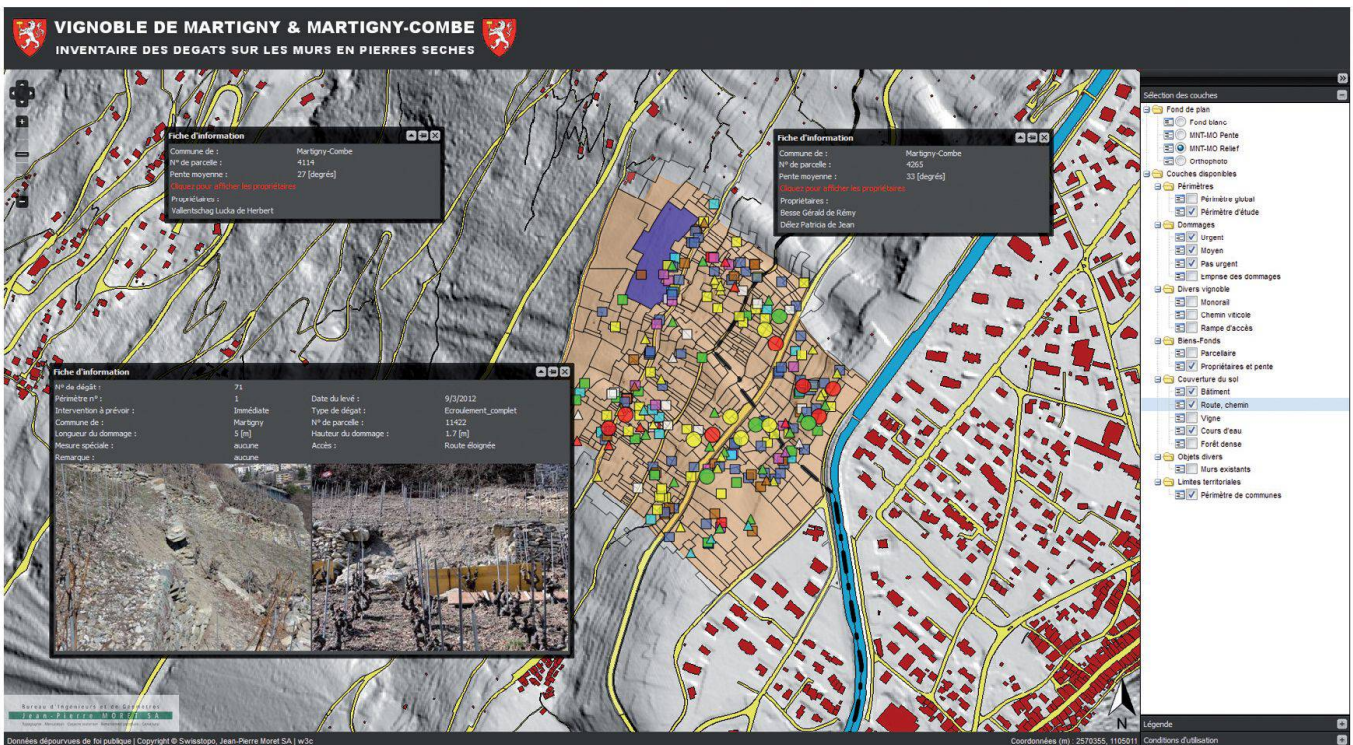 VIGNOBLE DE MARTIGNY & MARTIGNY-COMBE
INVENTAIRE DES DEGATS SUR LES MURS EN PIERRES SECHES
Fiche d'information
Commune de : Martigny-Combe
N° de parcelle : 4114
Pente moyenne : 27 [degrés]
Cliquez pour afficher les propriétaires
Propriétaires :
Vallentschag Lucka de Herbert
Fiche d'information
Commune de : Martigny-Combe
N° de parcelle : 4265
Pente moyenne : 33 [degrés]
Cliquez pour afficher les propriétaires
Propriétaires :
Besse Gérald de Rémy
Délez Patricia de Jean
Fiche d'information
N° de dégât : 71
Périmètre n° : 1 Date du levé : 9/3/2012
Intervention à prévoir : Immédiate Type de dégat : Ecroulement_complet
Commune de : Martigny N° de parcelle : 11422
Longueur du dommage : 5 [m] Hauteur du dommage : 1.7 [m]
Mesure spéciale : aucune Accès : Route éloignée
Remarque : aucune
Sélection des couches
Fond de plan
Fond blanc
MNT-MO Pente
MNT-MO Relief
Orthophoto
Couches disponibles
Périmètres
Périmètre global
Périmètre d'étude
Dommages
Urgent
Moyen
Pas urgent
Emprise des dommages
Divers vignoble
Monorail
Chemin viticole
Rampe d'accès
Biens-Fonds
Parcellaire
Propriétaires et pente
Couverture du sol
Bâtiment
Route, chemin
Vigne
Cours d'eau
Forêt dense
Objets divers
Murs existants
Limites territoriales
Périmètre de communes
Légende
Conditions d'utilisation
N
Bureau d'Ingénieurs et de Géomètres
Jean-Pierre MORET SA
Données dépourvues de foi publique | Copyright © Swisstopo, Jean-Pierre Moret SA | w3c
Coordonnées (m) : 2570355, 1105011